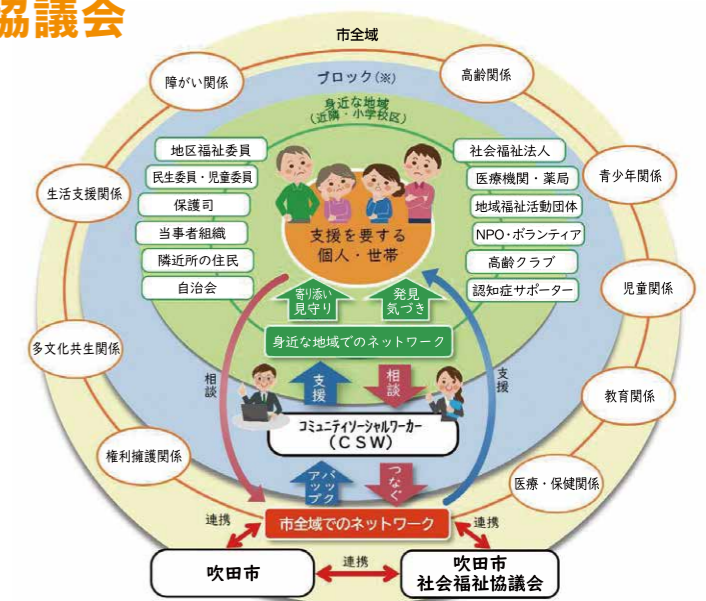 協議会
市全域
ブロック(※)
身近な地域
(近隣・小学校区)
障がい関係
高齢関係
生活支援関係
青少年関係
多文化共生関係
児童関係
権利擁護関係
教育関係
医療・保健関係
地区福祉委員
民生委員・児童委員
保護司
当事者組織
隣近所の住民
自治会
社会福祉法人
医療機関・薬局
地域福祉活動団体
NPO・ボランティア
高齢クラブ
認知症サポーター
支援を要する
個人・世帯
寄り添い
見守り
発見
気づき
身近な地域でのネットワーク
相談
支援
相談
支援
コミュニティソーシャルワーカー
(CSW)
バックアップ
つなぐ
市全域でのネットワーク
連携
連携
吹田市
連携
吹田市
社会福祉協議会